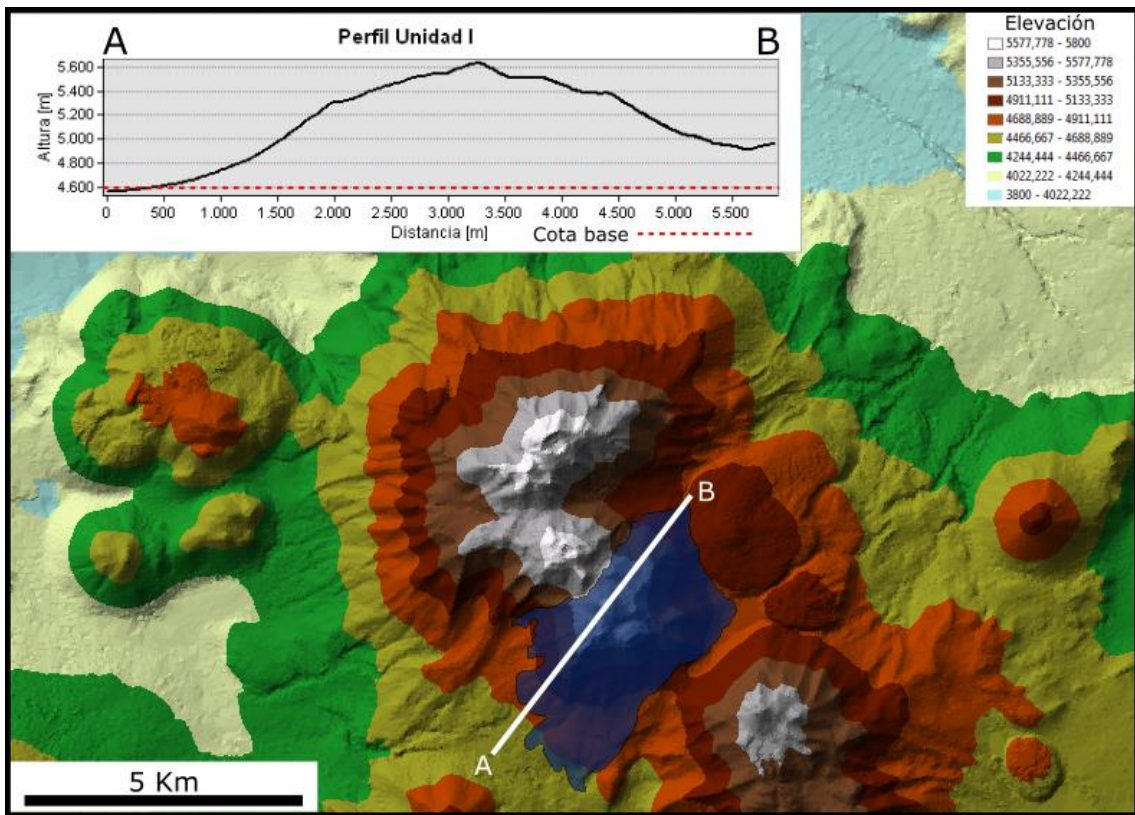 A
Perfil Unidad I
B
Altura [m]
5.600
5.400
5.200
5.000
4.800
4.600
0
500
1.000
1.500
2.000
2.500
3.000
3.500
4.000
4.500
5.000
5.500
Distancia [m]
Cota base
Elevación
5577,778 - 5800
5355,556 - 5577,778
5133,333 - 5355,556
4911,111 - 5133,333
4688,889 - 4911,111
4466,667 - 4688,889
4244,444 - 4466,667
4022,222 - 4244,444
3800 - 4022,222
B
A
5 Km